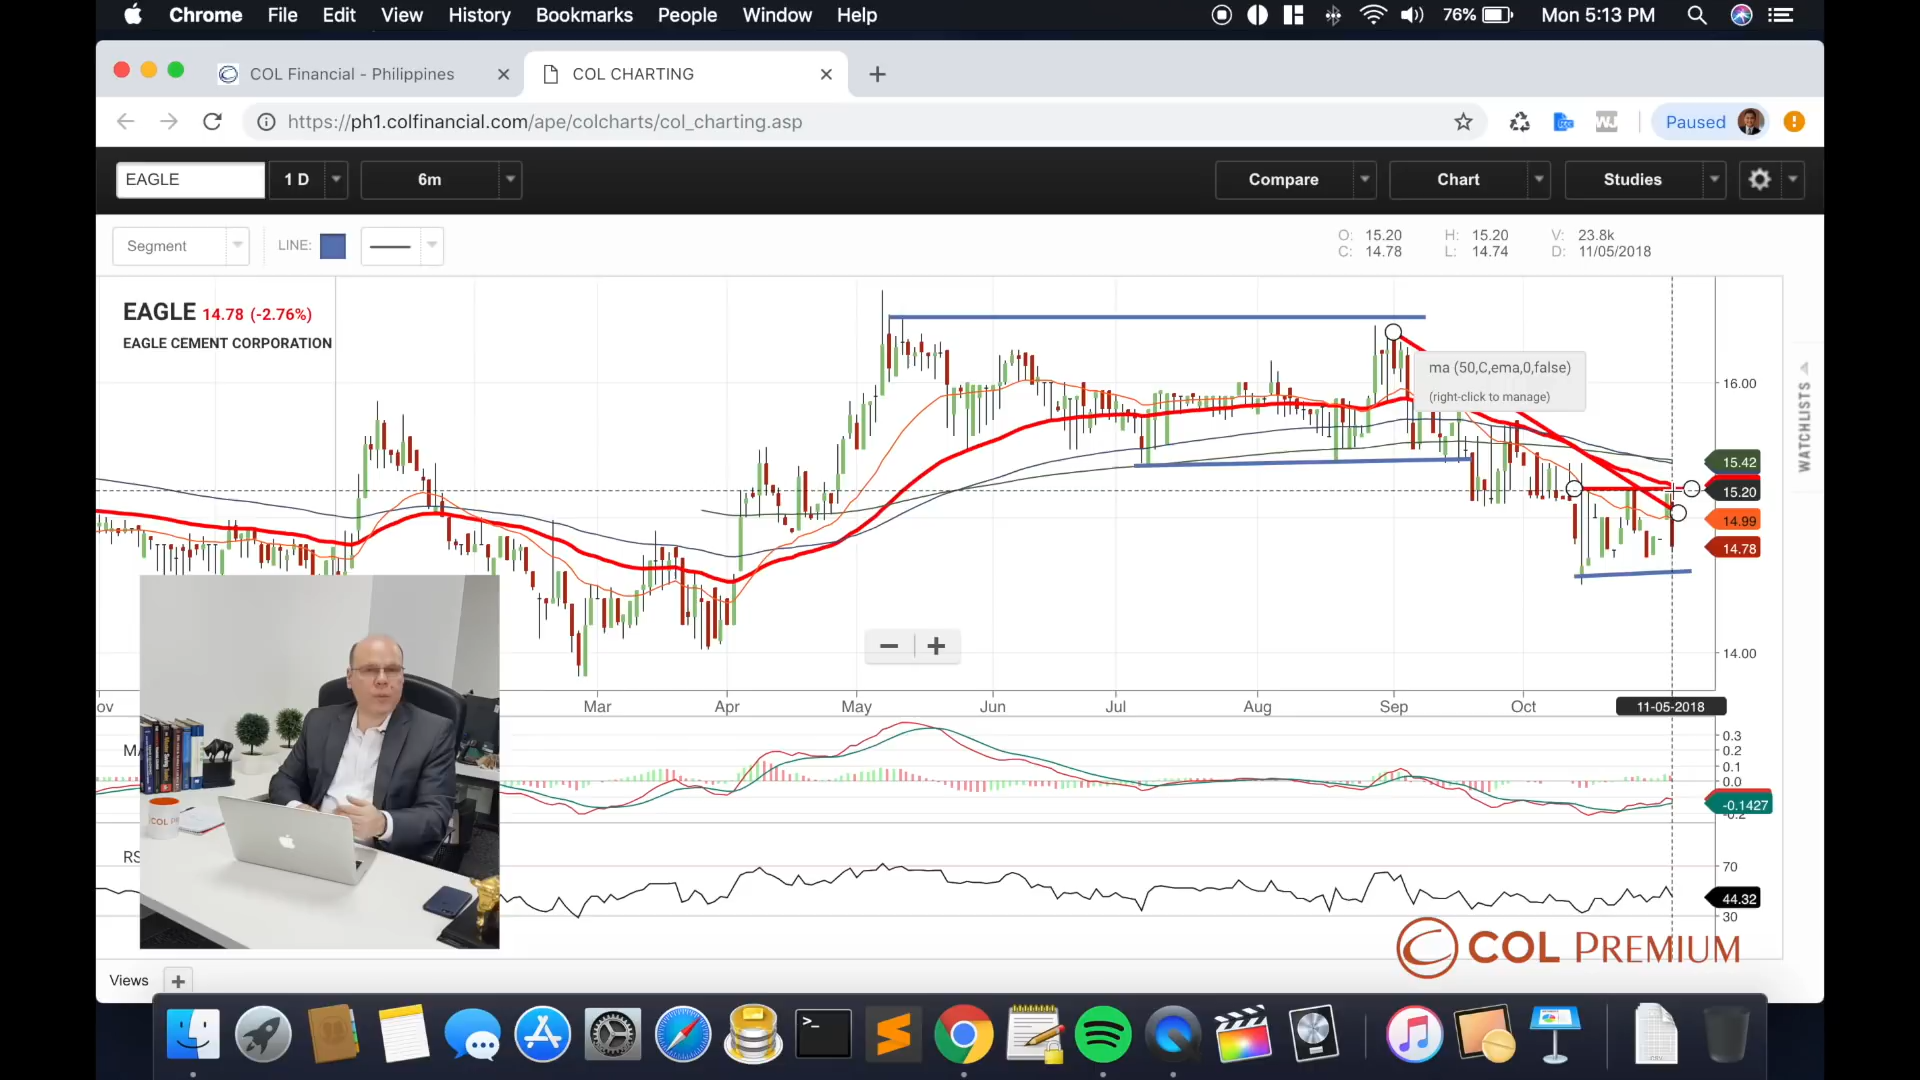 Chrome File Edit View History Bookmarks People Window Help 76% Mon 5:13 PM
COL Financial - Philippines COL CHARTING
https://ph1.colfinancial.com/ape/colcharts/col_charting.asp Paused
EAGLE 1 D 6m Compare Chart Studies
Segment LINE: O: 15.20 H: 15.20 V: 23.8k
C: 14.78 L: 14.74 D: 11/05/2018
EAGLE 14.78 (-2.76%)
EAGLE CEMENT CORPORATION
ma (50,C,ema,0,false)
(right-click to manage)
WATCHLISTS
16.00
15.42
15.20
14.99
14.78
14.00
ov Mar Apr May Jun Jul Aug Sep Oct 11-05-2018
MA
0.3
0.2
0.1
0.0
-0.1427
-0.2
RS
70
44.32
30
COL PREMIUM
Views